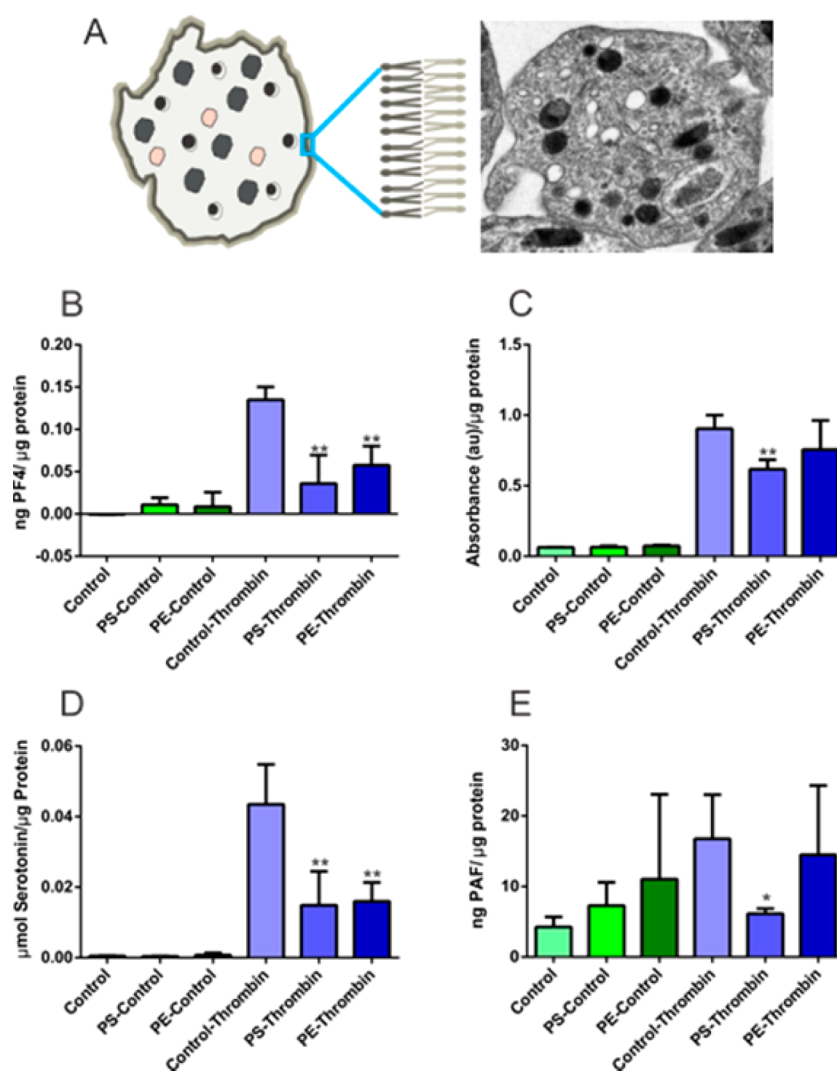 A
B
ng PF4/ µg protein
0.20
0.15
0.10
0.05
0.00
-0.05
**
**
Control
PS-Control
PE-Control
Control-Thrombin
PS-Thrombin
PE-Thrombin
C
Absorbance (au)/µg protein
1.5
1.0
0.5
0.0
**
Control
PS-Control
PE-Control
Control-Thrombin
PS-Thrombin
PE-Thrombin
D
µmol Serotonin/µg Protein
0.06
0.04
0.02
0.00
**
**
Control
PS-Control
PE-Control
Control-Thrombin
PS-Thrombin
PE-Thrombin
E
ng PAF/ µg protein
30
20
10
0
*
Control
PS-Control
PE-Control
Control-Thrombin
PS-Thrombin
PE-Thrombin